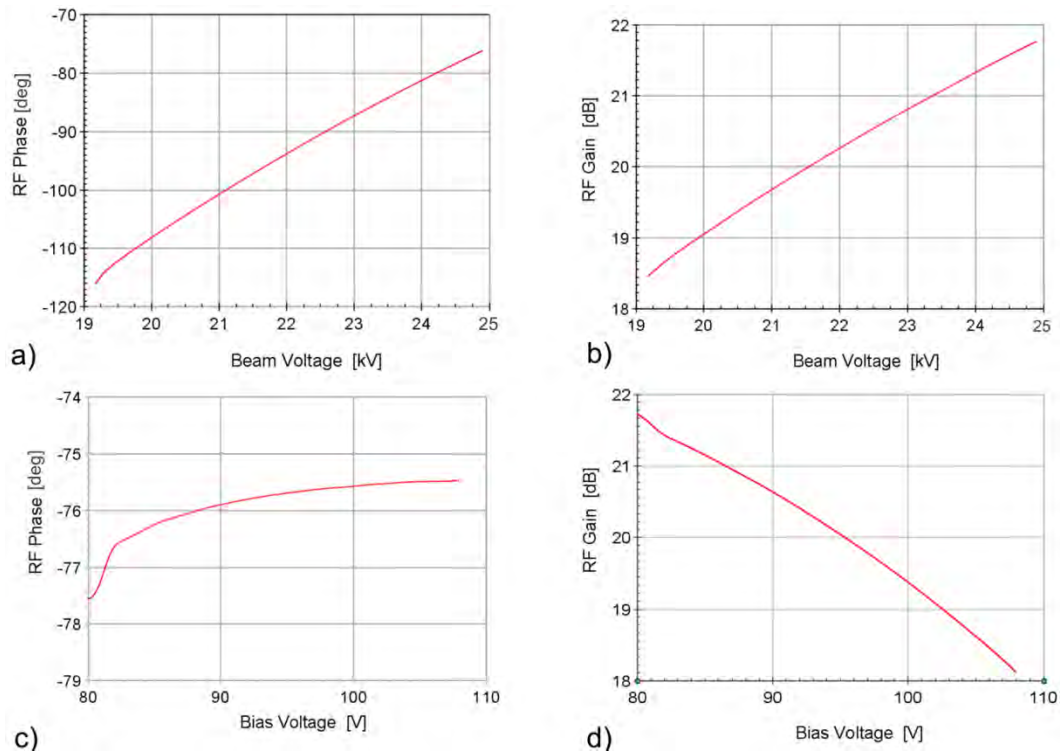 -70
-80
-90
-100
-110
-120
RF Phase [deg]
19 20 21 22 23 24 25
Beam Voltage [kV]
a)
22
21
20
19
18
RF Gain [dB]
19 20 21 22 23 24 25
Beam Voltage [kV]
b)
-74
-75
-76
-77
-78
-79
RF Phase [deg]
80 90 100 110
Bias Voltage [V]
c)
22
21
20
19
18
RF Gain [dB]
80 90 100 110
Bias Voltage [V]
d)